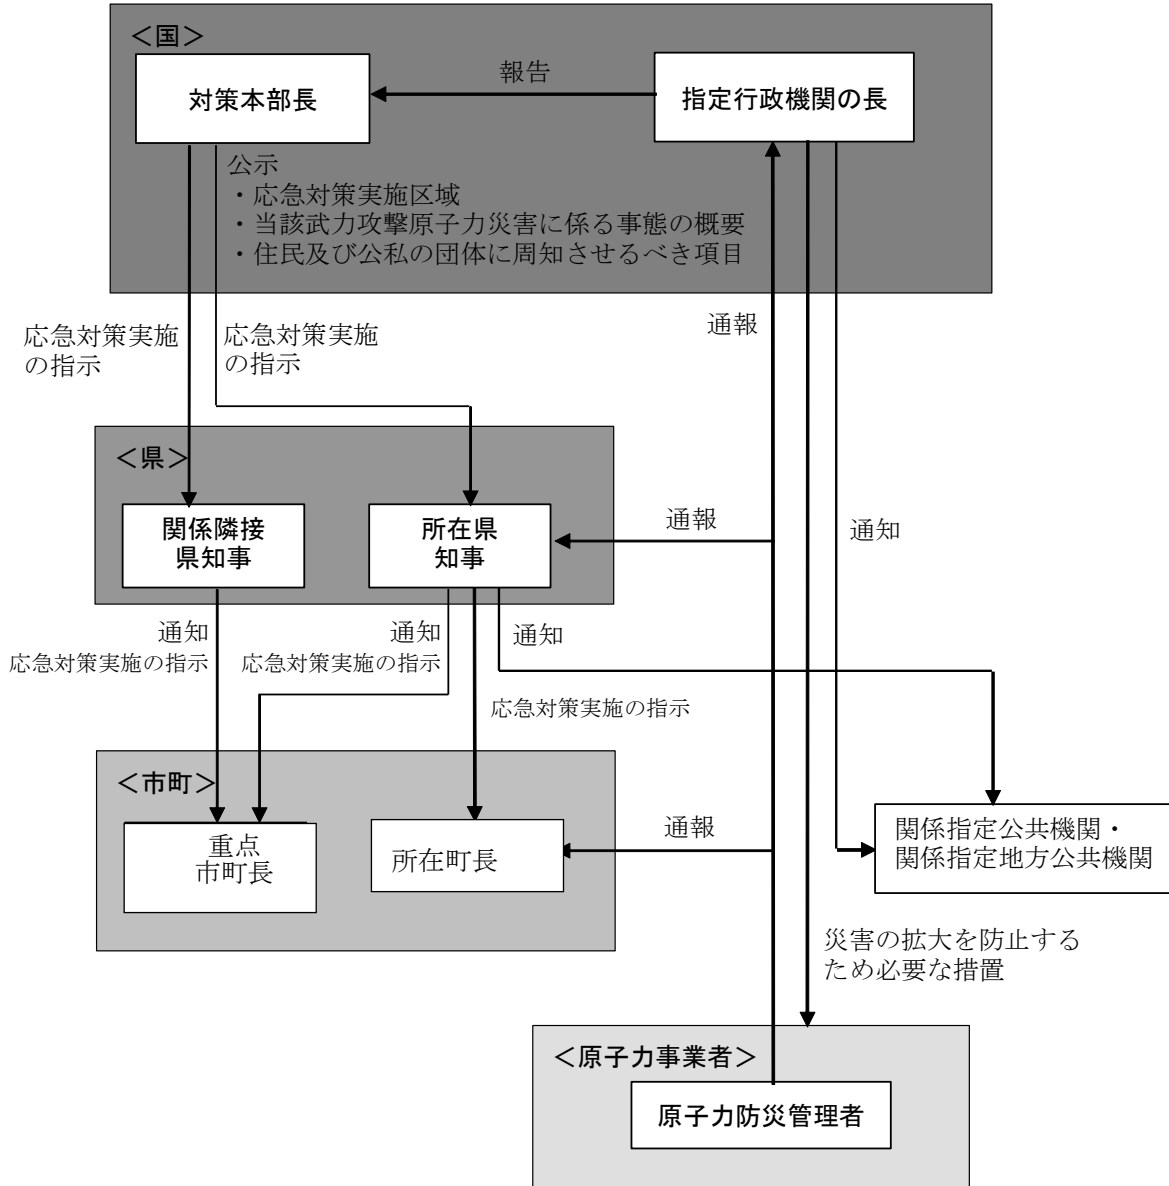 ＜国＞
対策本部長
報告
指定行政機関の長
公示
・応急対策実施区域
・当該武力攻撃原子力災害に係る事態の概要
・住民及び公私の団体に周知させるべき項目
応急対策実施
の指示
応急対策実施
の指示
通報
＜県＞
関係隣接
県知事
所在県
知事
通報
通知
通知
応急対策実施の指示
通知
応急対策実施の指示
通知
応急対策実施の指示
＜市町＞
重点
市町長
所在町長
通報
関係指定公共機関・
関係指定地方公共機関
災害の拡大を防止する
ため必要な措置
＜原子力事業者＞
原子力防災管理者